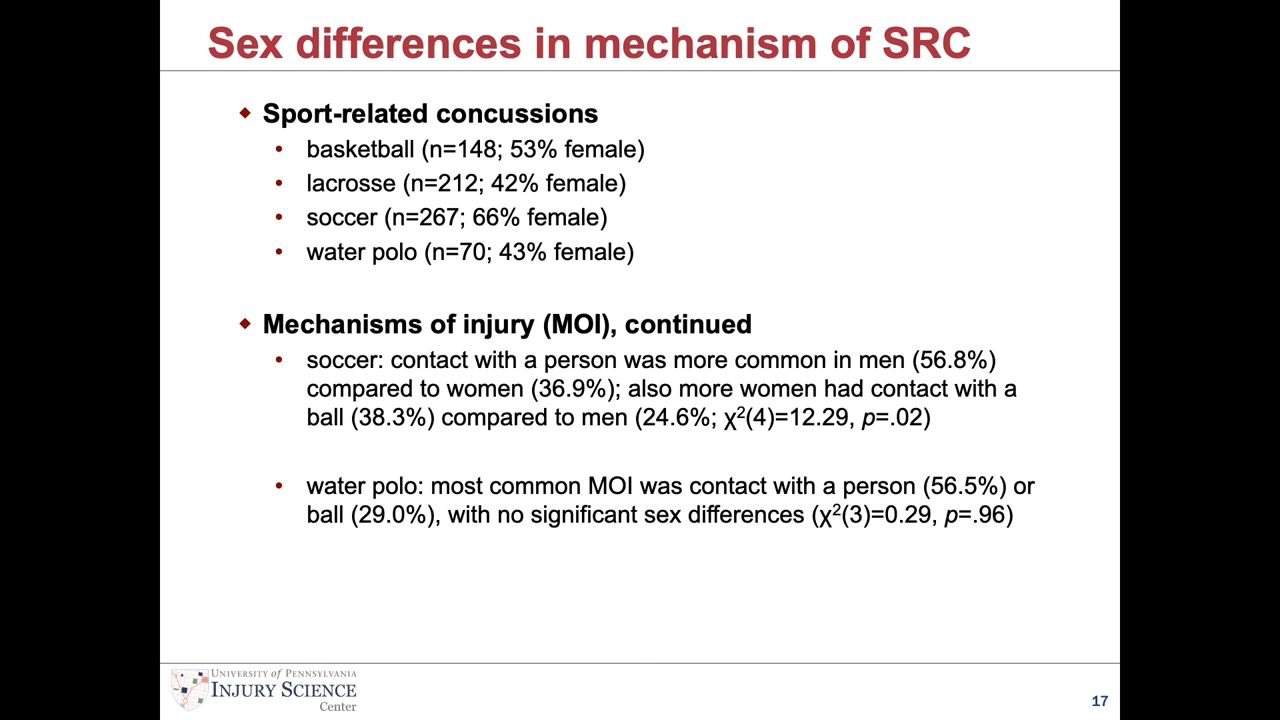 Sex differences in mechanism of SRC
Sport-related concussions
basketball (n=148; 53% female)
lacrosse (n=212; 42% female)
soccer (n=267; 66% female)
water polo (n=70; 43% female)
Mechanisms of injury (MOI), continued
soccer: contact with a person was more common in men (56.8%)
compared to women (36.9%); also more women had contact with a
ball (38.3%) compared to men (24.6%; χ²(4)=12.29, p=.02)
water polo: most common MOI was contact with a person (56.5%) or
ball (29.0%), with no significant sex differences (χ²(3)=0.29, p=.96)
UNIVERSITY of PENNSYLVANIA
INJURY SCIENCE
Center
17